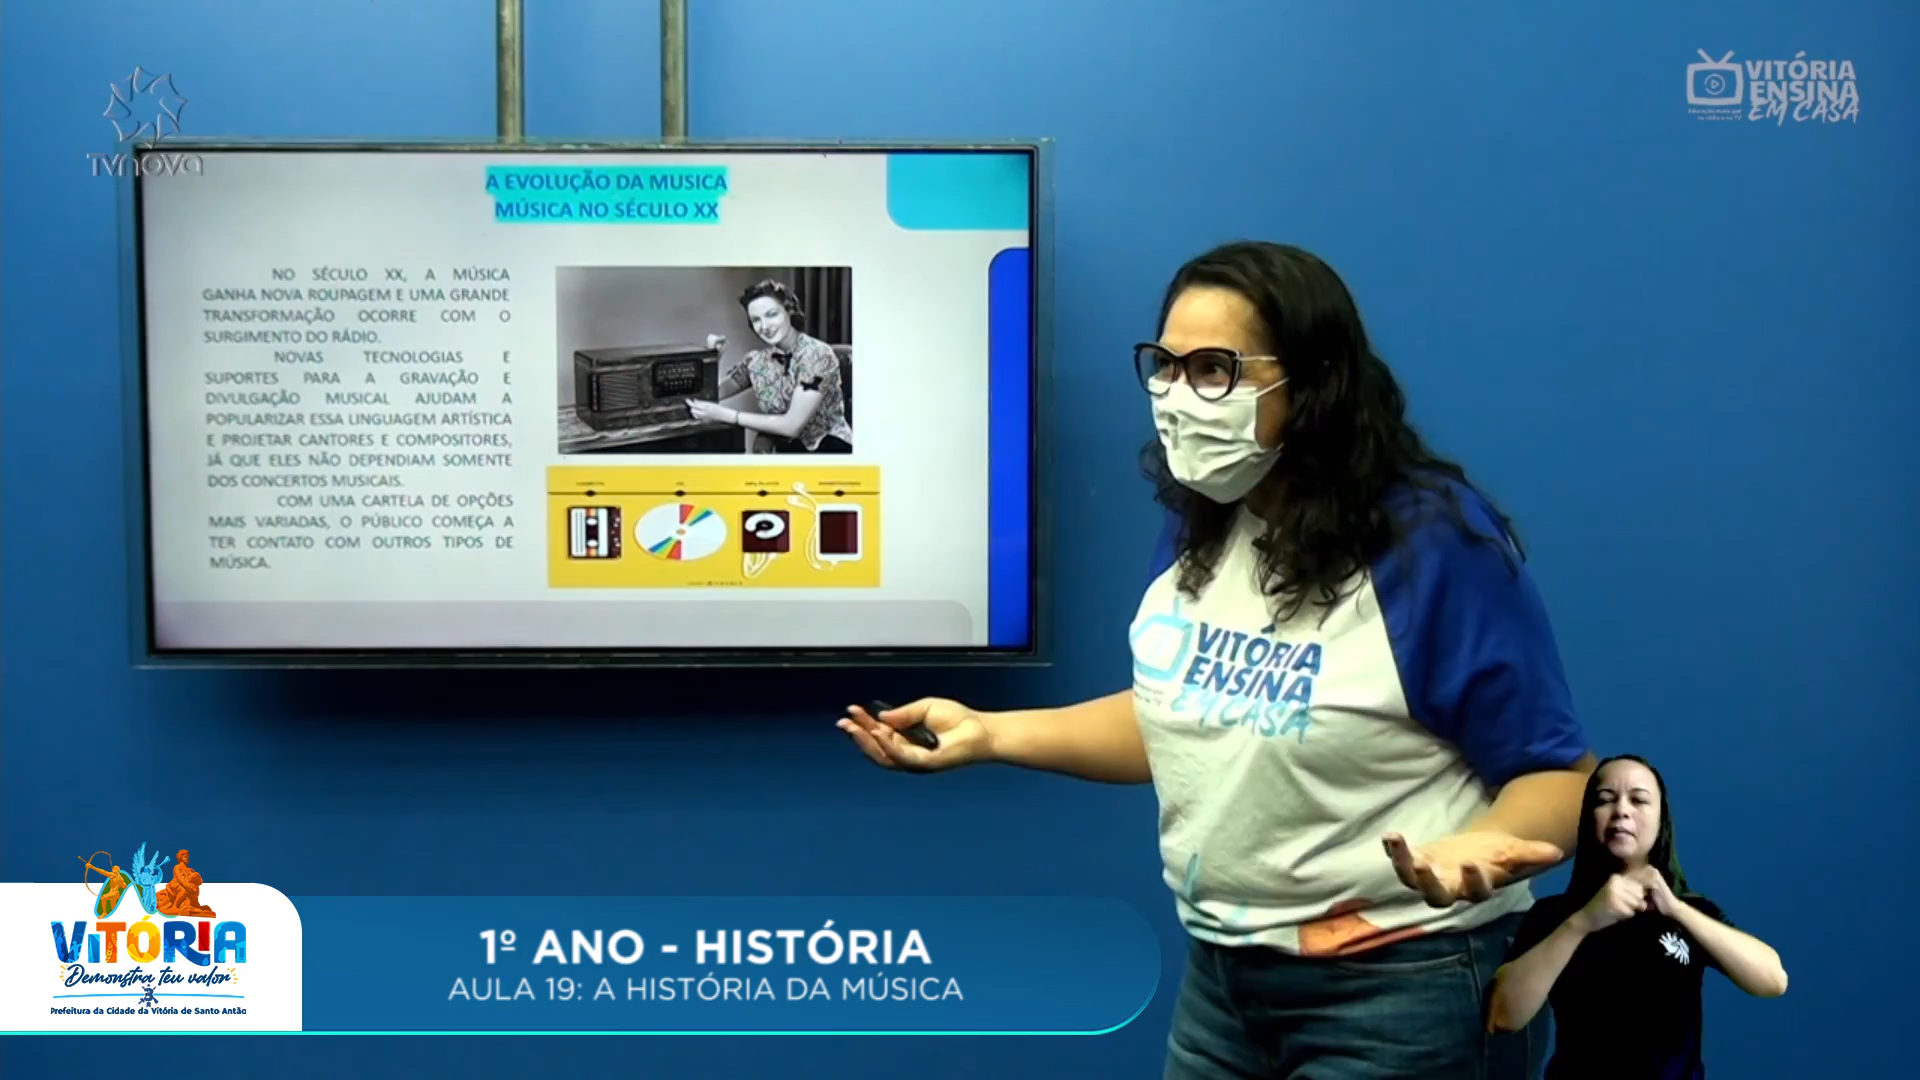 TVNOVA
VITÓRIA
ENSINA
EM CASA
A EVOLUÇÃO DA MUSICA
MÚSICA NO SÉCULO XX
NO SÉCULO XX, A MÚSICA
GANHA NOVA ROUPAGEM E UMA GRANDE
TRANSFORMAÇÃO OCORRE COM O
SURGIMENTO DO RÁDIO.
NOVAS TECNOLOGIAS E
SUPORTES PARA A GRAVAÇÃO E
DIVULGAÇÃO MUSICAL AJUDAM A
POPULARIZAR ESSA LINGUAGEM ARTÍSTICA
E PROJETAR CANTORES E COMPOSITORES,
JÁ QUE ELES NÃO DEPENDIAM SOMENTE
DOS CONCERTOS MUSICAIS.
COM UMA CARTELA DE OPÇÕES
MAIS VARIADAS, O PÚBLICO COMEÇA A
TER CONTATO COM OUTROS TIPOS DE
MÚSICA.
VITÓRIA
ENSINA
EM CASA
VITÓRIA
Demonstra teu valor
Prefeitura da Cidade da Vitória de Santo Antão
1º ANO - HISTÓRIA
AULA 19: A HISTÓRIA DA MÚSICA